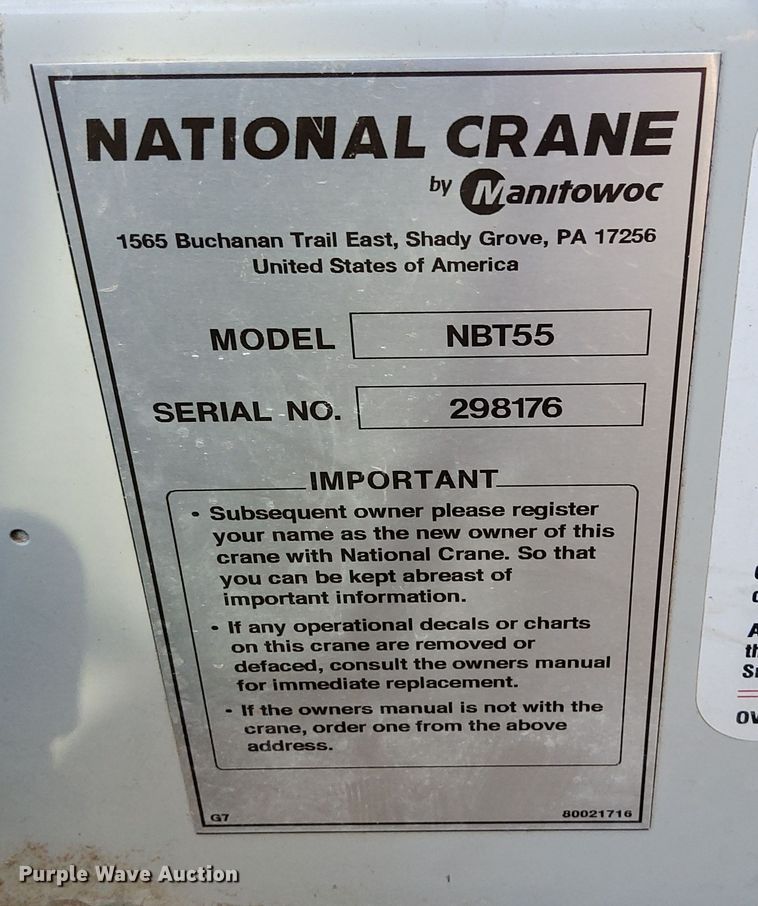 NATIONAL CRANE
by Manitowoc
1565 Buchanan Trail East, Shady Grove, PA 17256
United States of America
MODEL NBT55
SERIAL NO. 298176
IMPORTANT
• Subsequent owner please register
your name as the new owner of this
crane with National Crane. So that
you can be kept abreast of
important information.
• If any operational decals or charts
on this crane are removed or
defaced, consult the owners manual
for immediate replacement.
• If the owners manual is not with the
crane, order one from the above
address.
G7 80021716
Purple Wave Auction